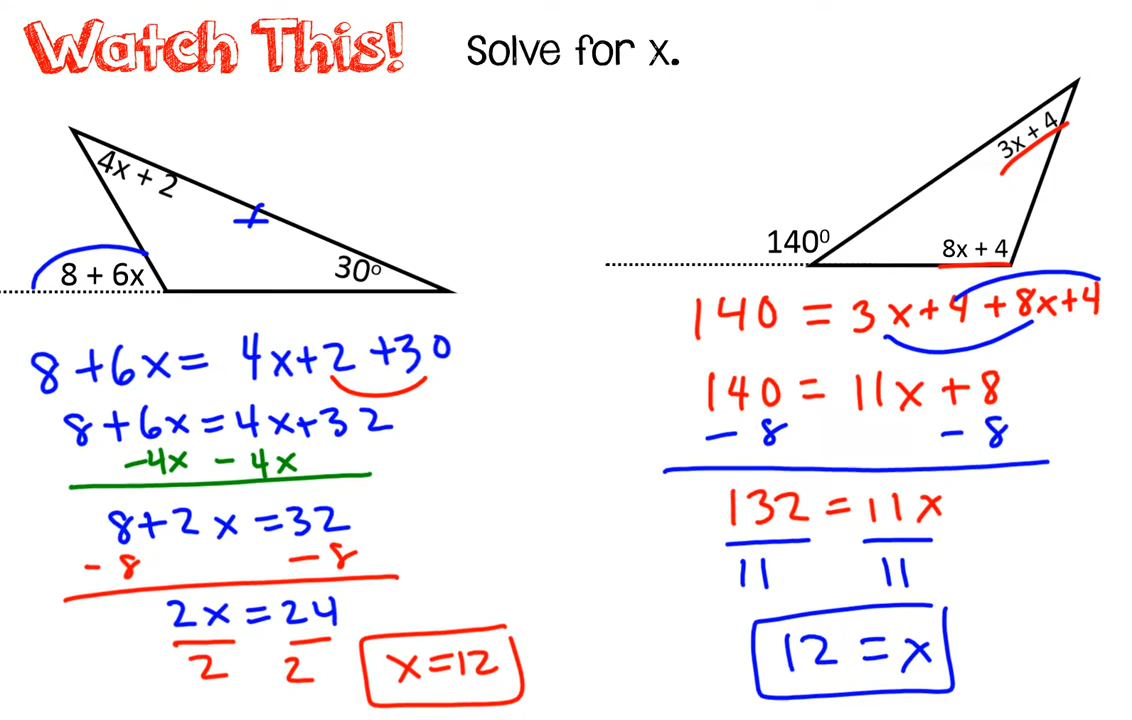 Watch This! Solve for x.
4x + 2
8 + 6x
30°
8 + 6x = 4x + 2 + 30
8 + 6x = 4x + 32
- 4x - 4x
8 + 2x = 32
- 8 - 8
2x = 24
2 2
x = 12
3x + 4
140°
8x + 4
140 = 3x + 4 + 8x + 4
140 = 11x + 8
- 8 - 8
132 = 11x
11 11
12 = x